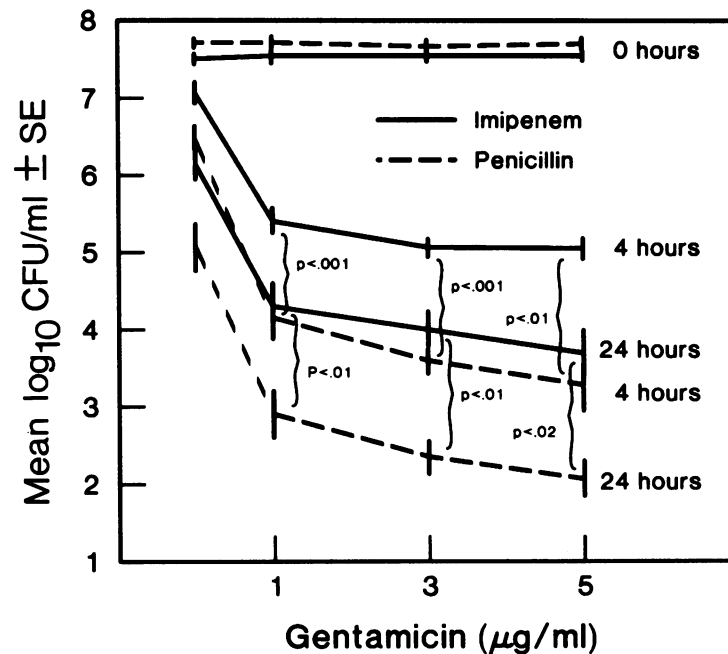 Mean log10 CFU/ml ± SE
8
7
6
5
4
3
2
1
0 hours
Imipenem
Penicillin
4 hours
24 hours
4 hours
24 hours
p<.001
p<.001
p<.01
P<.01
p<.01
p<.02
1
3
5
Gentamicin (μg/ml)